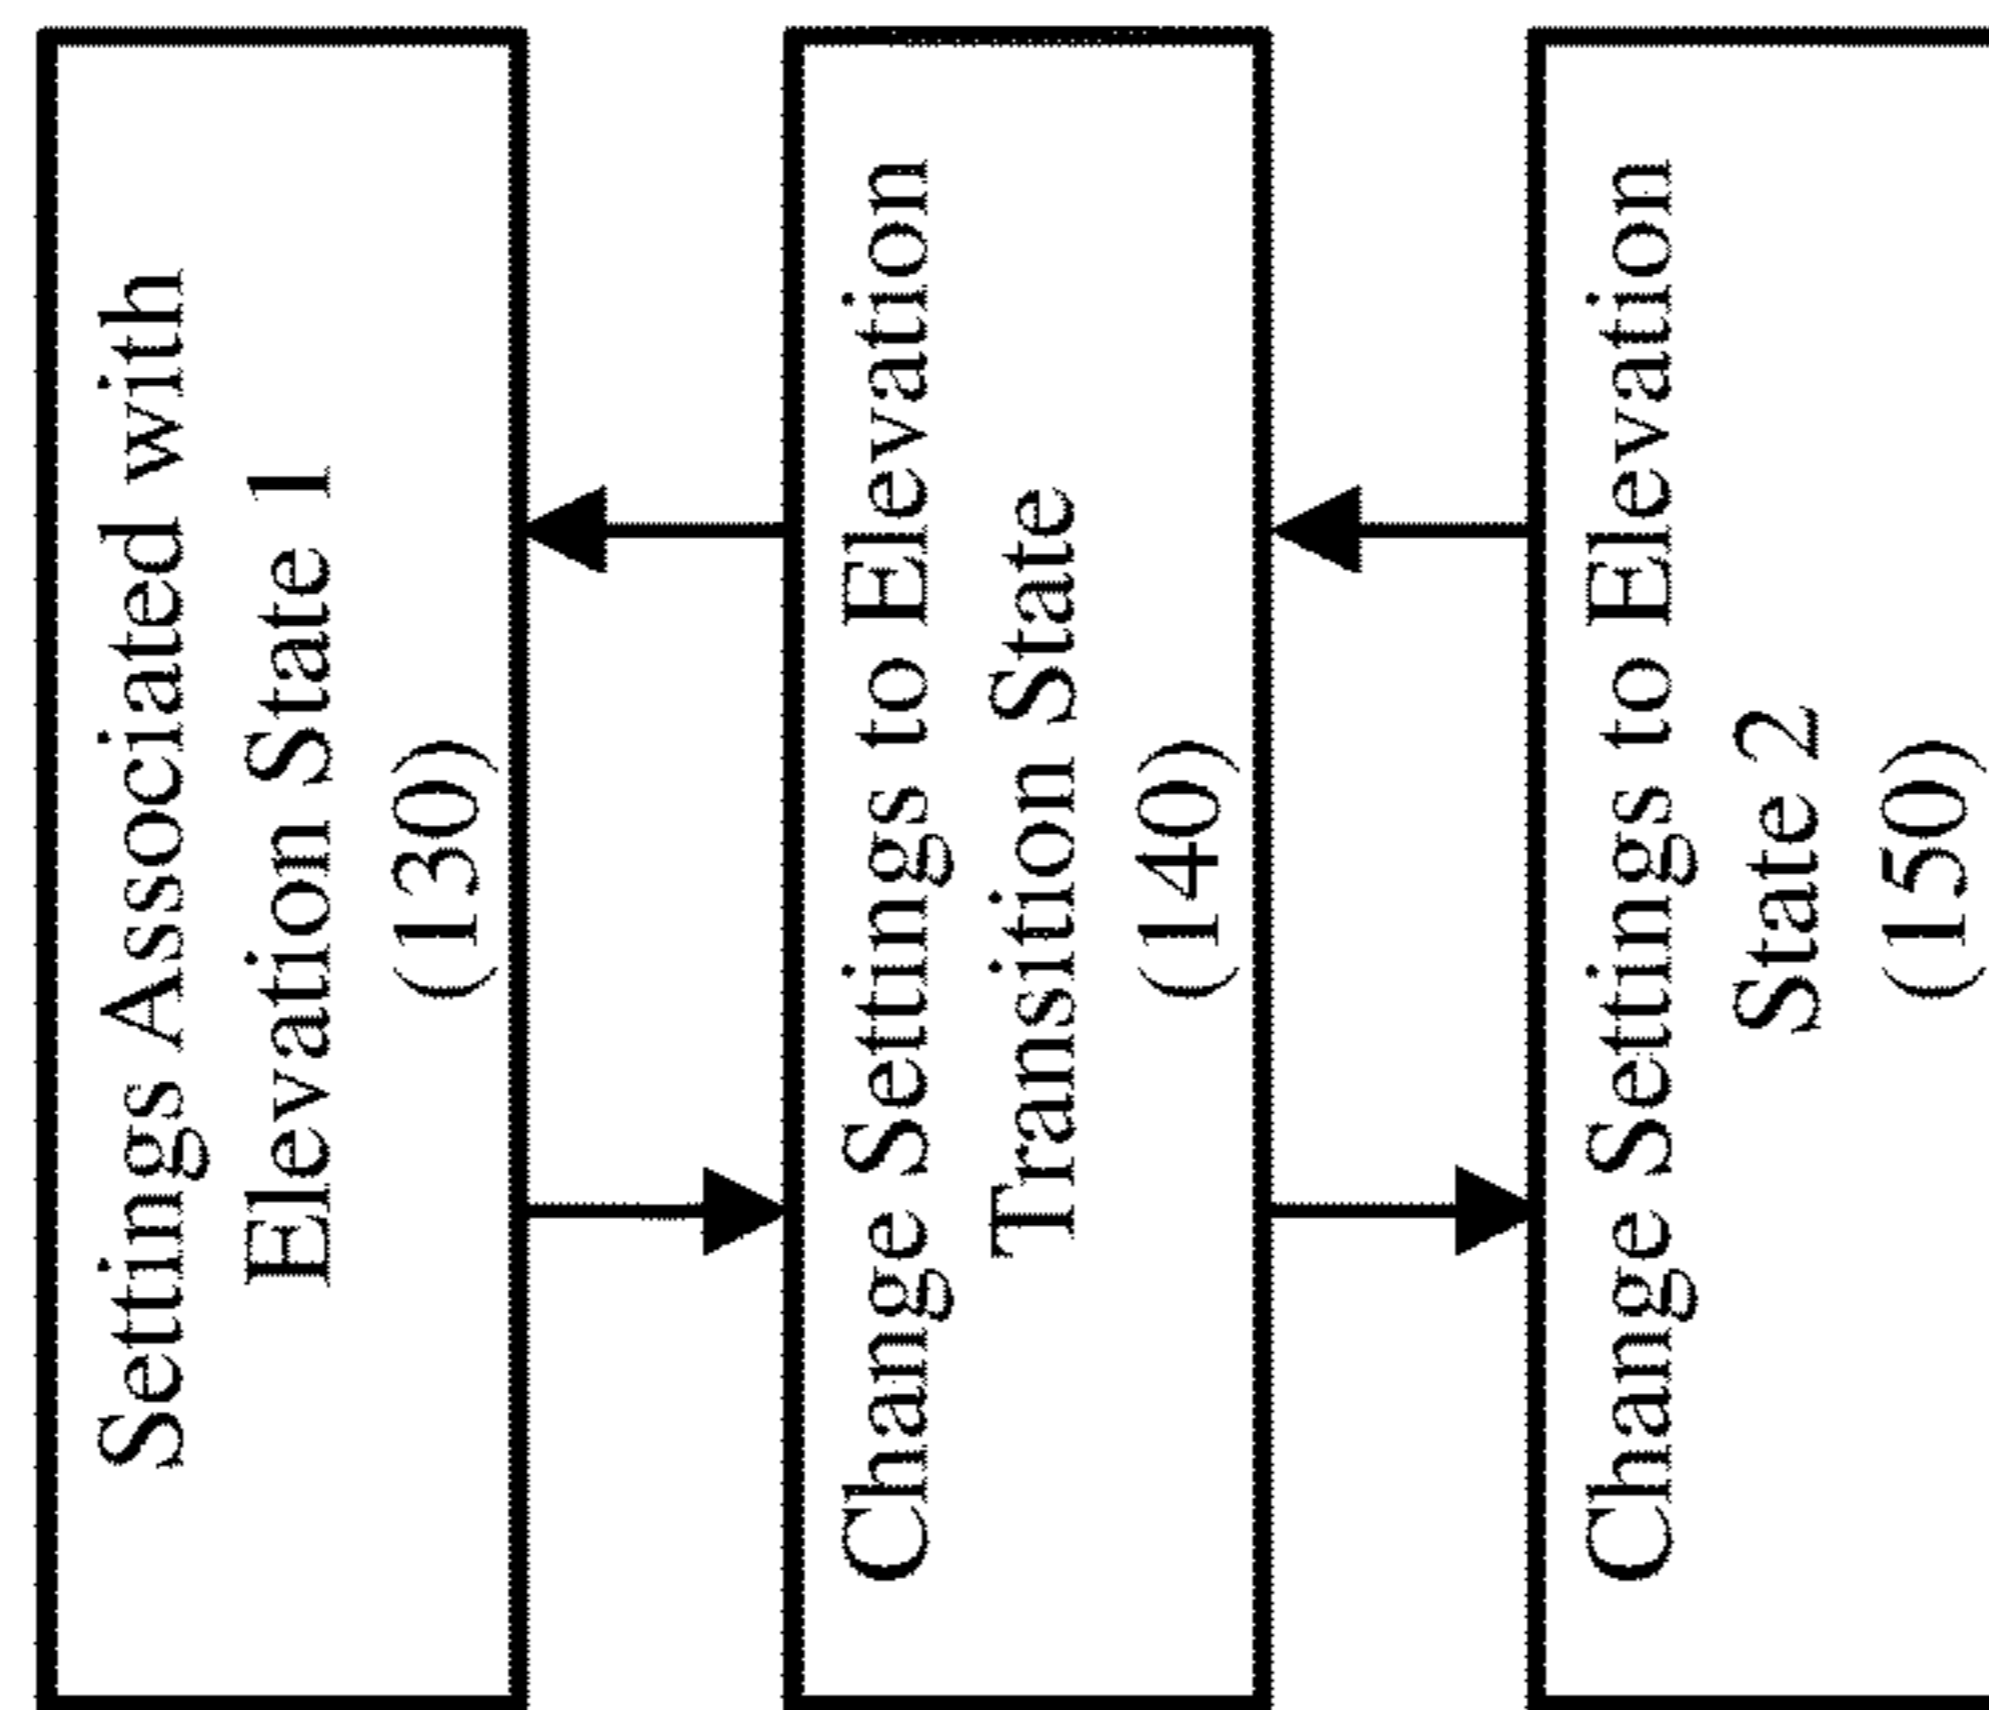 Settings Associated with
Elevation State 1
(130)
Change Settings to Elevation
Transition State
(140)
Change Settings to Elevation
State 2
(150)